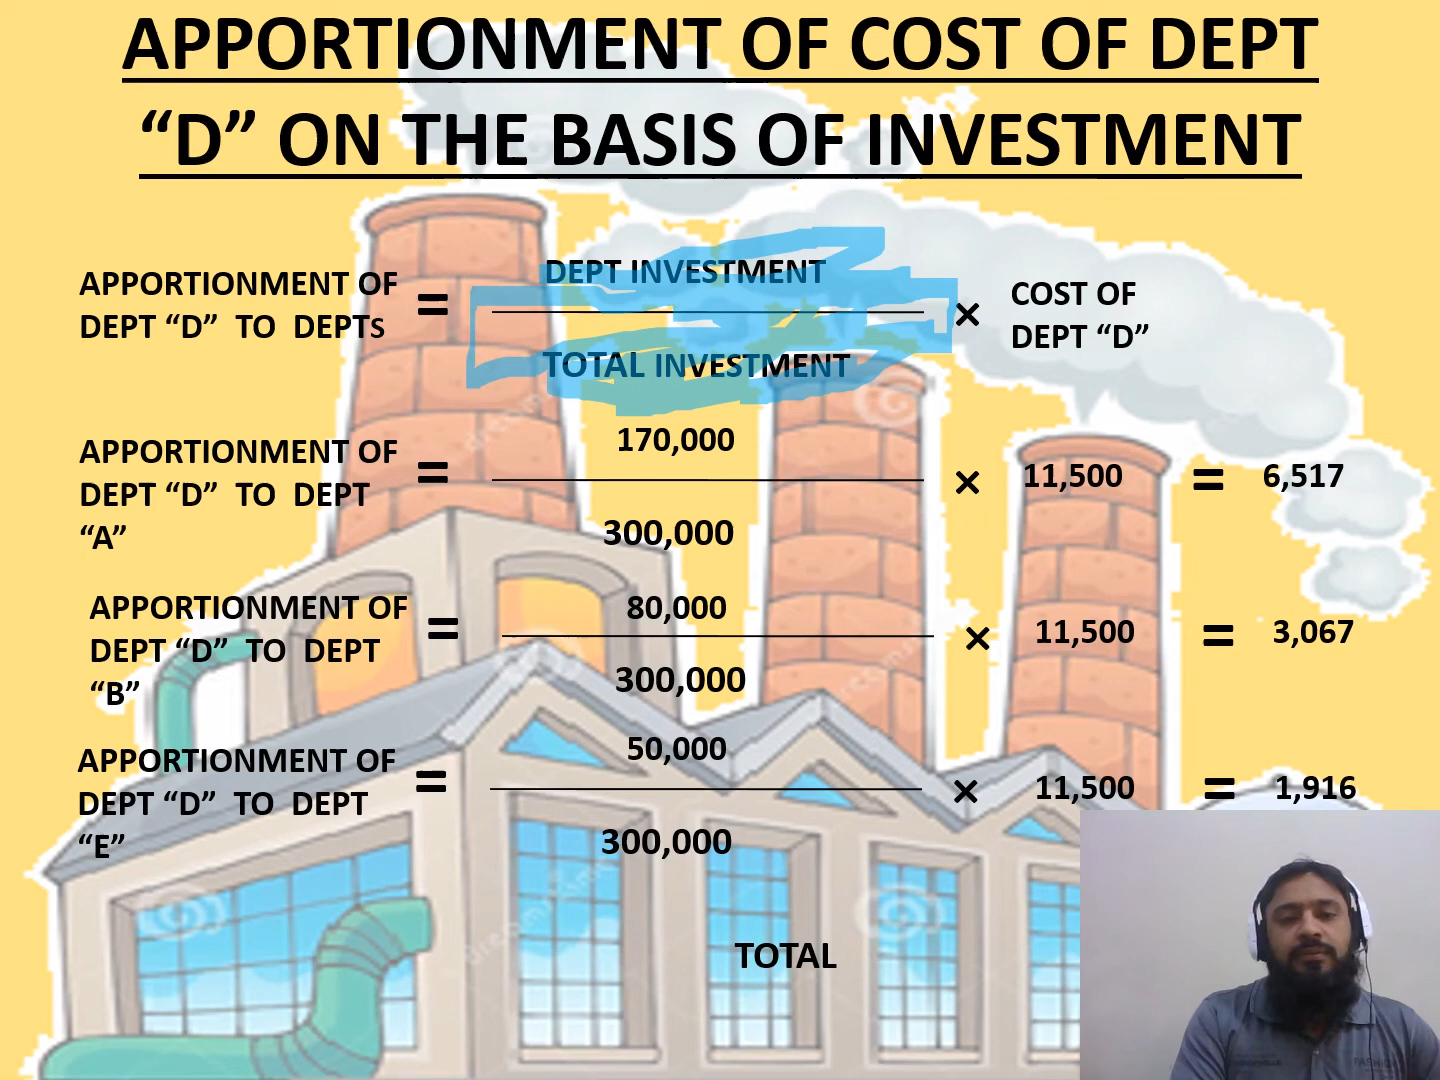 APPORTIONMENT OF COST OF DEPT
“D” ON THE BASIS OF INVESTMENT
APPORTIONMENT OF
DEPT “D” TO DEPTS
=
DEPT INVESTMENT
TOTAL INVESTMENT
×
COST OF
DEPT “D”
APPORTIONMENT OF
DEPT “D” TO DEPT
“A”
=
170,000
300,000
× 11,500 = 6,517
APPORTIONMENT OF
DEPT “D” TO DEPT
“B”
=
80,000
300,000
× 11,500 = 3,067
APPORTIONMENT OF
DEPT “D” TO DEPT
“E”
=
50,000
300,000
× 11,500 = 1,916
TOTAL